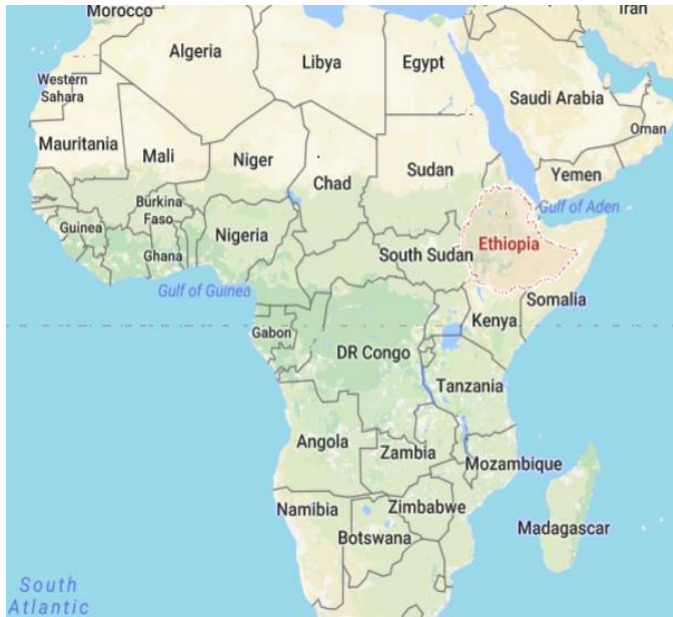 Morocco
Iran
Algeria
Libya
Egypt
Western
Sahara
Saudi Arabia
Oman
Mauritania
Mali
Niger
Chad
Sudan
Yemen
Burkina
Faso
Gulf of Aden
Guinea
Nigeria
Ethiopia
Ghana
South Sudan
Gulf of Guinea
Somalia
Gabon
Kenya
DR Congo
Tanzania
Angola
Zambia
Mozambique
Namibia
Zimbabwe
Madagascar
Botswana
South
Atlantic